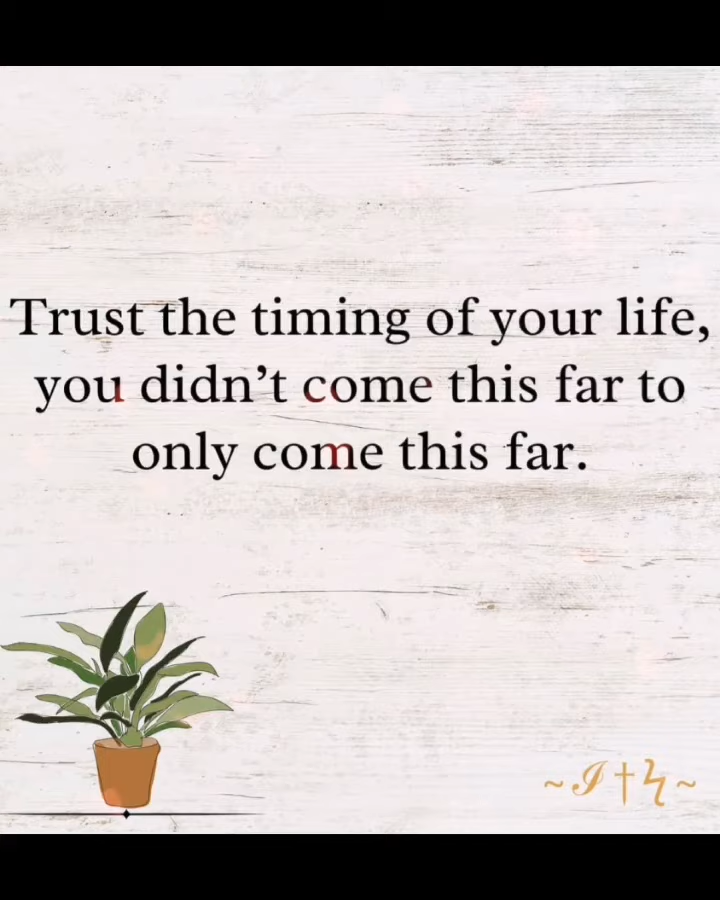 Trust the timing of your life,
you didn’t come this far to
only come this far.